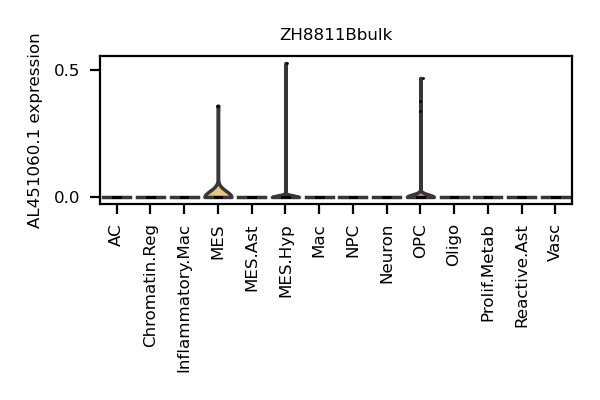 ZH8811Bbulk
AL451060.1 expression
0.5
0.0
AC
Chromatin.Reg
Inflammatory.Mac
MES
MES.Ast
MES.Hyp
Mac
NPC
Neuron
OPC
Oligo
Prolif.Metab
Reactive.Ast
Vasc